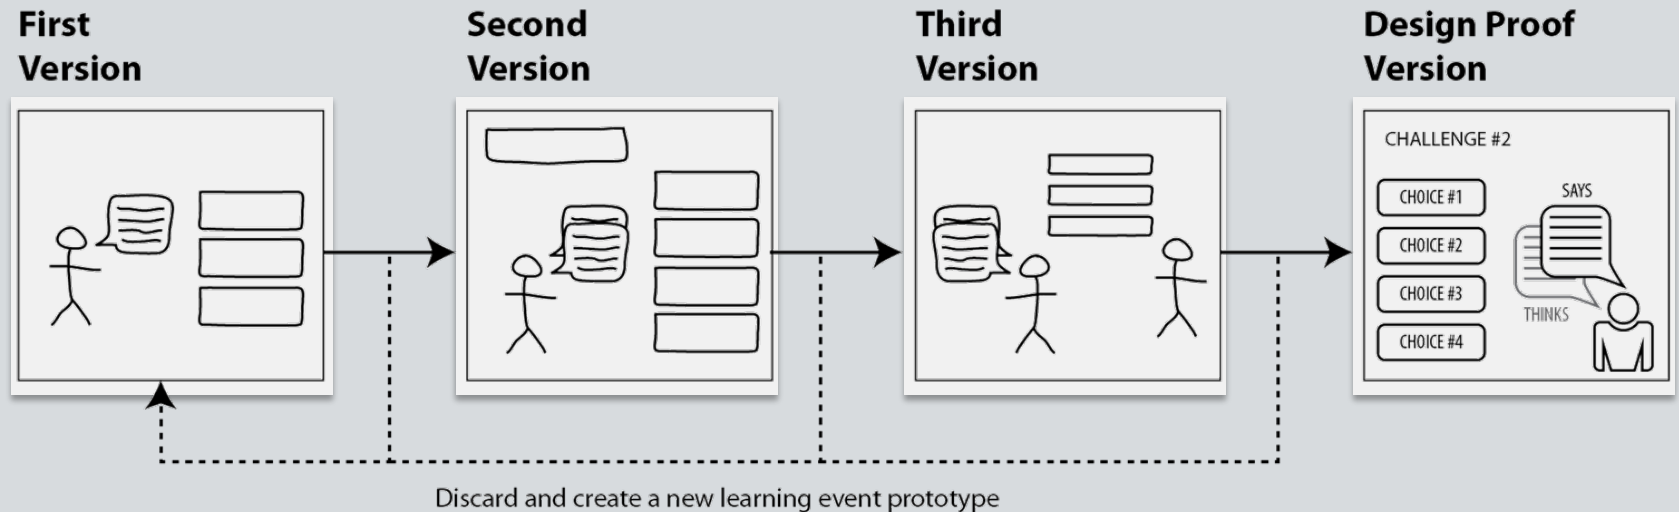 First
Version
Second
Version
Third
Version
Design Proof
Version
CHALLENGE #2
CHOICE #1
CHOICE #2
CHOICE #3
CHOICE #4
SAYS
THINKS
Discard and create a new learning event prototype